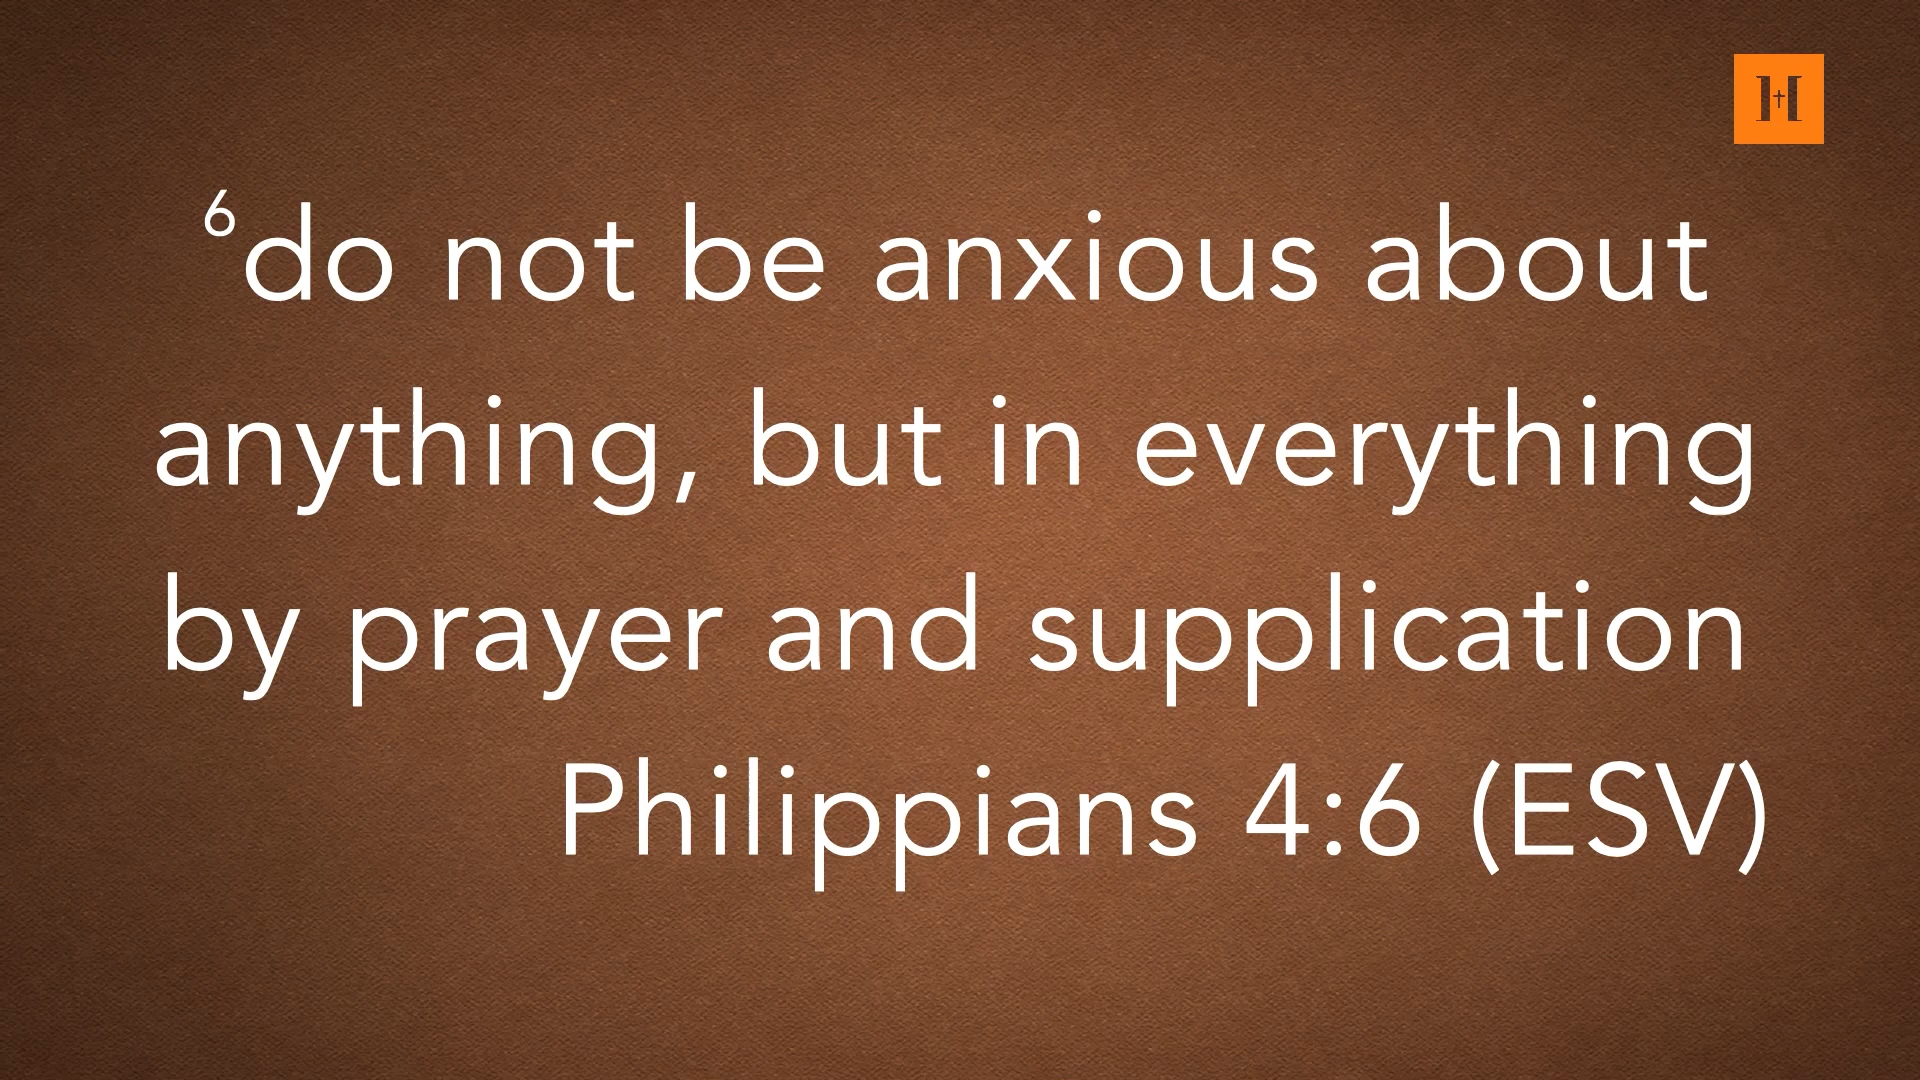 H
⁶do not be anxious about
anything, but in everything
by prayer and supplication
Philippians 4:6 (ESV)